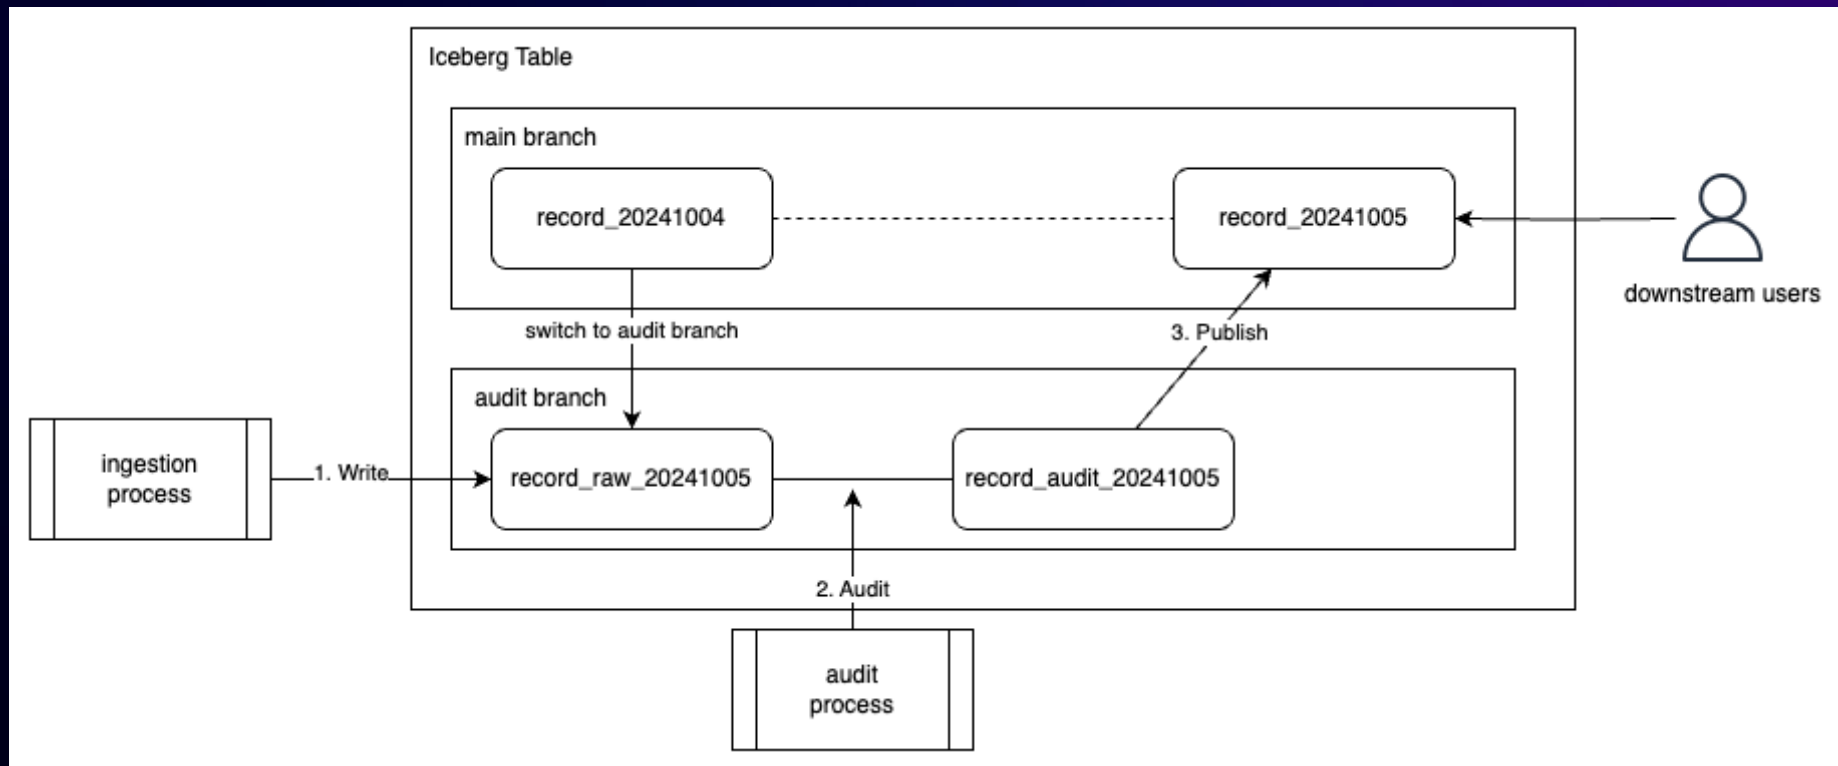 Iceberg Table
main branch
record_20241004
record_20241005
downstream users
switch to audit branch
3. Publish
audit branch
ingestion
process
1. Write
record_raw_20241005
record_audit_20241005
2. Audit
audit
process